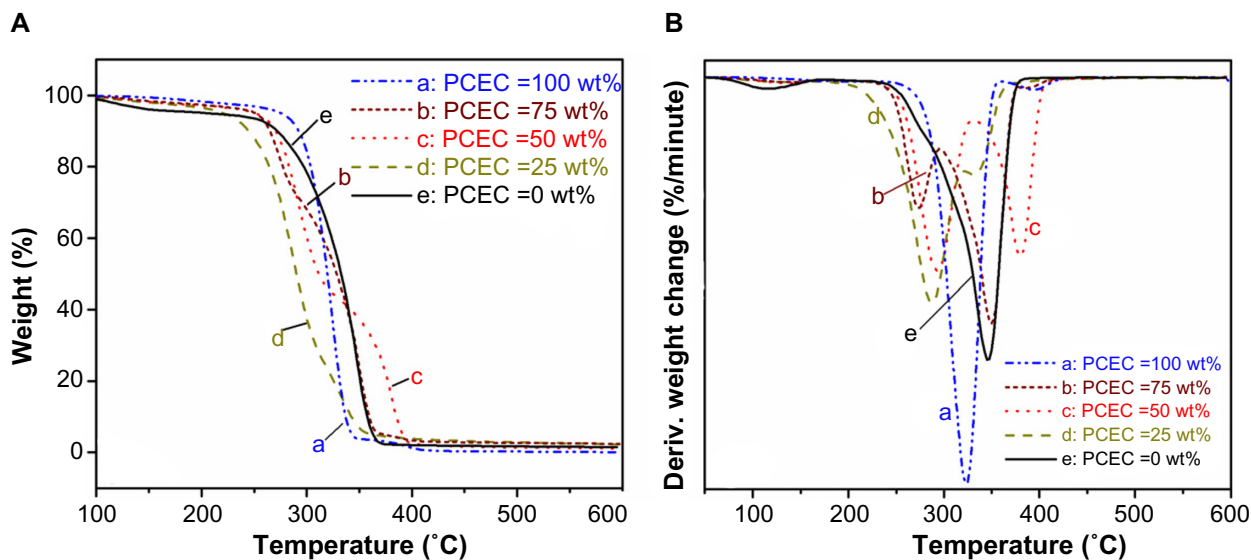 A
Weight (%)
100
80
60
40
20
0
a: PCEC =100 wt%
b: PCEC =75 wt%
c: PCEC =50 wt%
d: PCEC =25 wt%
e: PCEC =0 wt%
e
b
d
c
a
100
200
300
400
500
600
Temperature (˚C)
B
Deriv. weight change (%/minute)
d
b
c
e
a
a: PCEC =100 wt%
b: PCEC =75 wt%
c: PCEC =50 wt%
d: PCEC =25 wt%
e: PCEC =0 wt%
100
200
300
400
500
600
Temperature (˚C)